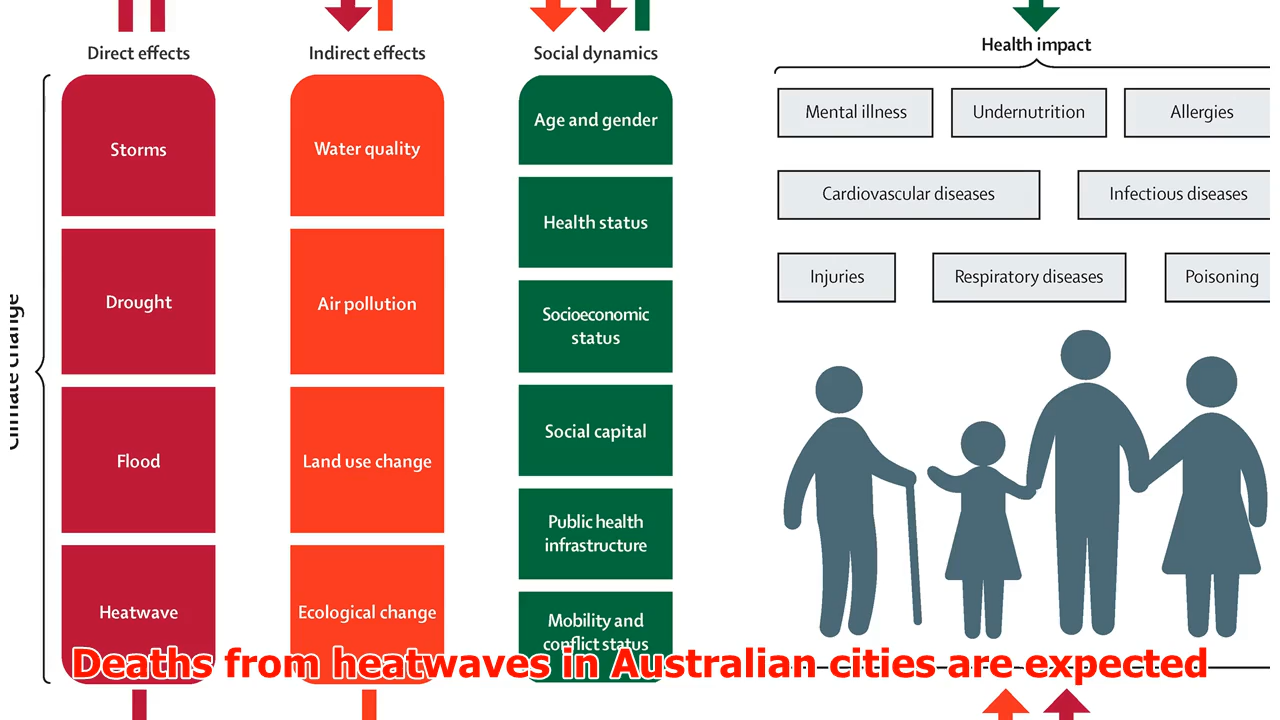 Direct effects
Indirect effects
Social dynamics
Health impact
Storms
Drought
Flood
Heatwave
Water quality
Air pollution
Land use change
Ecological change
Age and gender
Health status
Socioeconomic
status
Social capital
Public health
infrastructure
Mobility and
conflict status
Mental illness
Undernutrition
Allergies
Cardiovascular diseases
Infectious diseases
Injuries
Respiratory diseases
Poisoning
Climate change
Deaths from heatwaves in Australian cities are expected